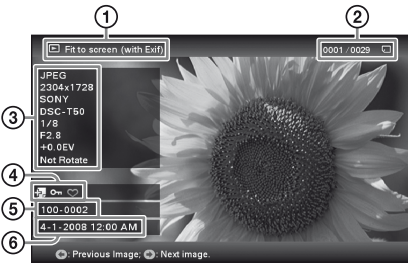 ① ②
Fit to screen (with Exif) 0001/0029
③ JPEG
2304x1728
SONY
DSC-T50
1/8
F2.8
+0.0EV
Not Rotate
④
⑤ 100-0002
⑥ 4-1-2008 12:00 AM
: Previous Image; : Next image.